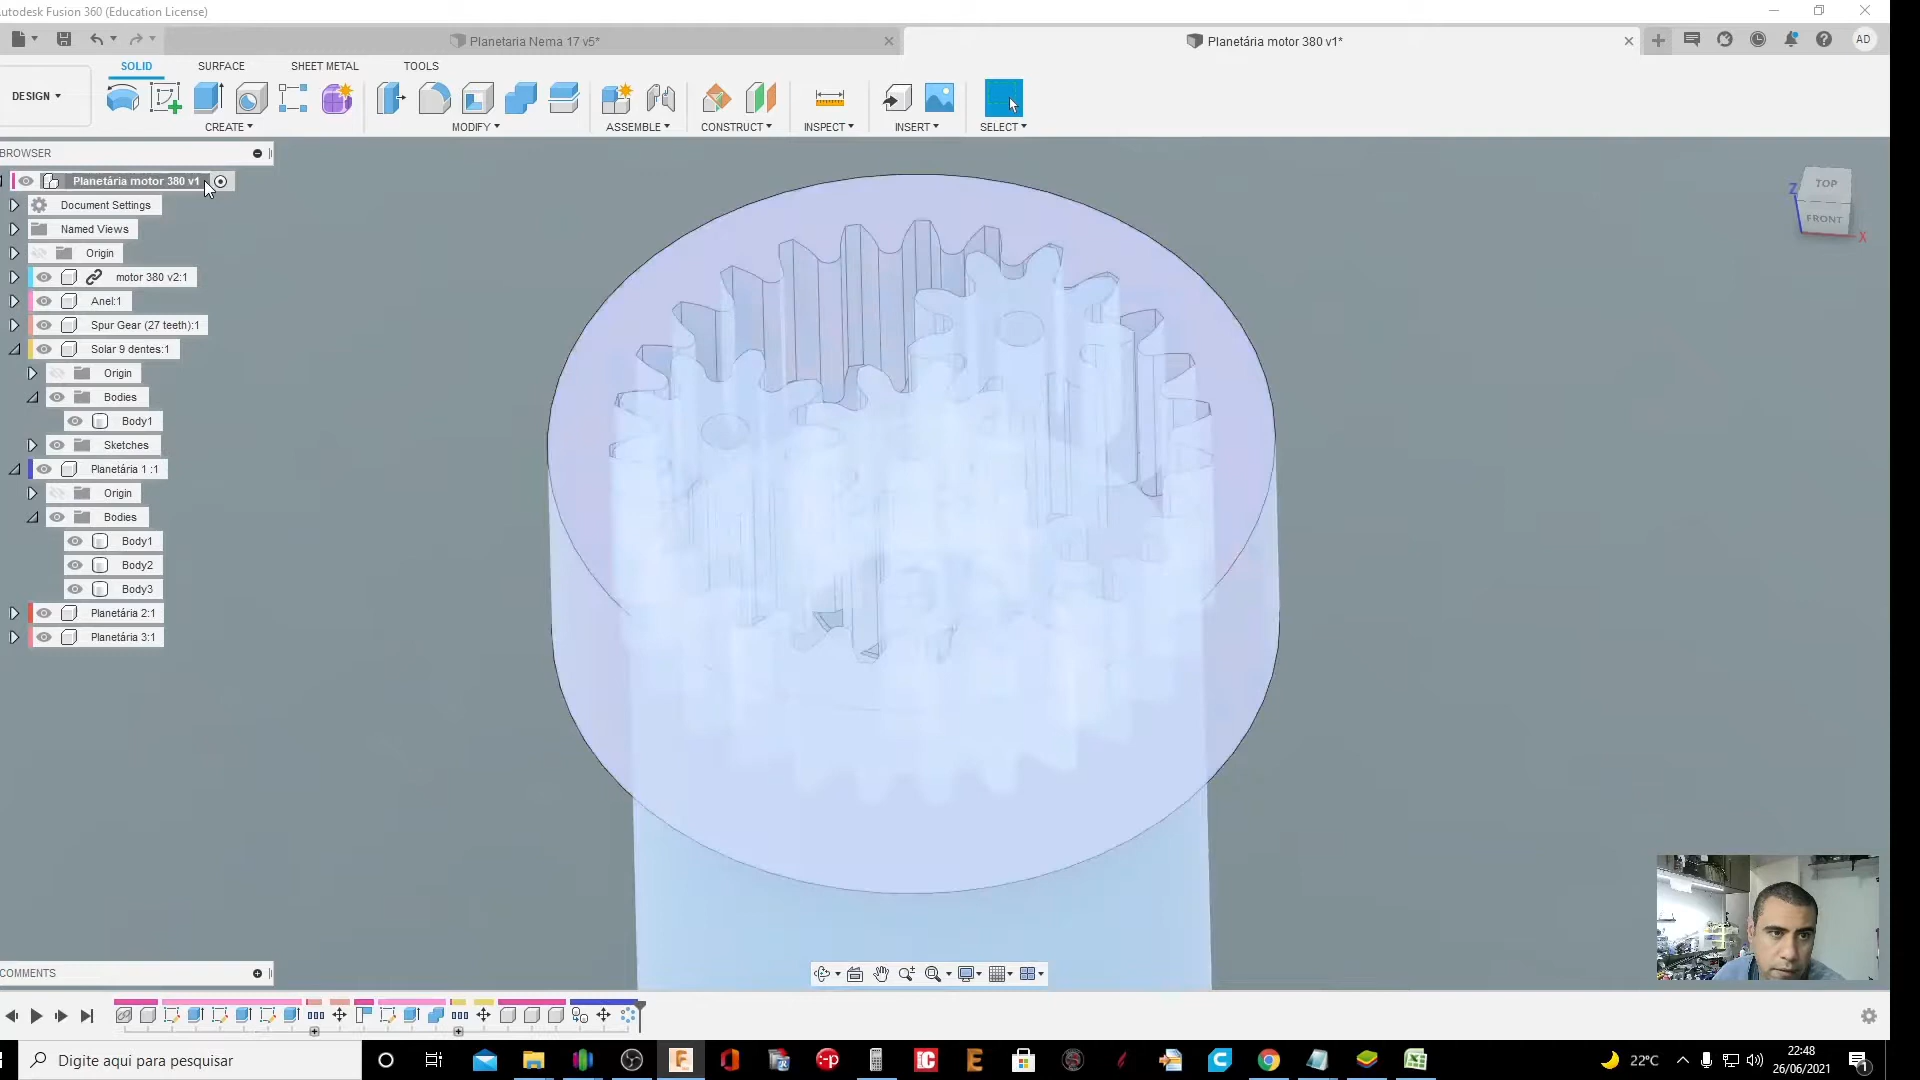 utodesk Fusion 360 (Education License)
Planetaria Nema 17 v5*
Planetária motor 380 v1*
AD
SOLID
SURFACE
SHEET METAL
TOOLS
DESIGN
CREATE
MODIFY
ASSEMBLE
CONSTRUCT
INSPECT
INSERT
SELECT
BROWSER
Planetária motor 380 v1
Document Settings
Named Views
Origin
motor 380 v2:1
Anel:1
Spur Gear (27 teeth):1
Solar 9 dentes:1
Origin
Bodies
Body1
Sketches
Planetária 1 :1
Origin
Bodies
Body1
Body2
Body3
Planetária 2:1
Planetária 3:1
TOP
FRONT
Z
X
COMMENTS
Digite aqui para pesquisar
22°C
22:48
26/06/2021